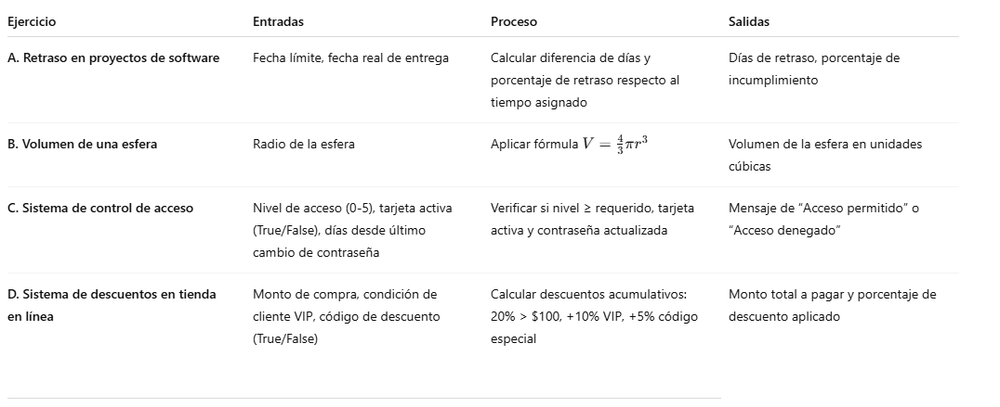 Ejercicio Entradas Proceso Salidas
A. Retraso en proyectos de software
Fecha límite, fecha real de entrega
Calcular diferencia de días y
porcentaje de retraso respecto al
tiempo asignado
Días de retraso, porcentaje de
incumplimiento
B. Volumen de una esfera
Radio de la esfera
Aplicar fórmula V = 4/3 πr³
Volumen de la esfera en unidades
cúbicas
C. Sistema de control de acceso
Nivel de acceso (0-5), tarjeta activa
(True/False), días desde último
cambio de contraseña
Verificar si nivel ≥ requerido, tarjeta
activa y contraseña actualizada
Mensaje de “Acceso permitido” o
“Acceso denegado”
D. Sistema de descuentos en tienda
en línea
Monto de compra, condición de
cliente VIP, código de descuento
(True/False)
Calcular descuentos acumulativos:
20% > $100, +10% VIP, +5% código
especial
Monto total a pagar y porcentaje de
descuento aplicado